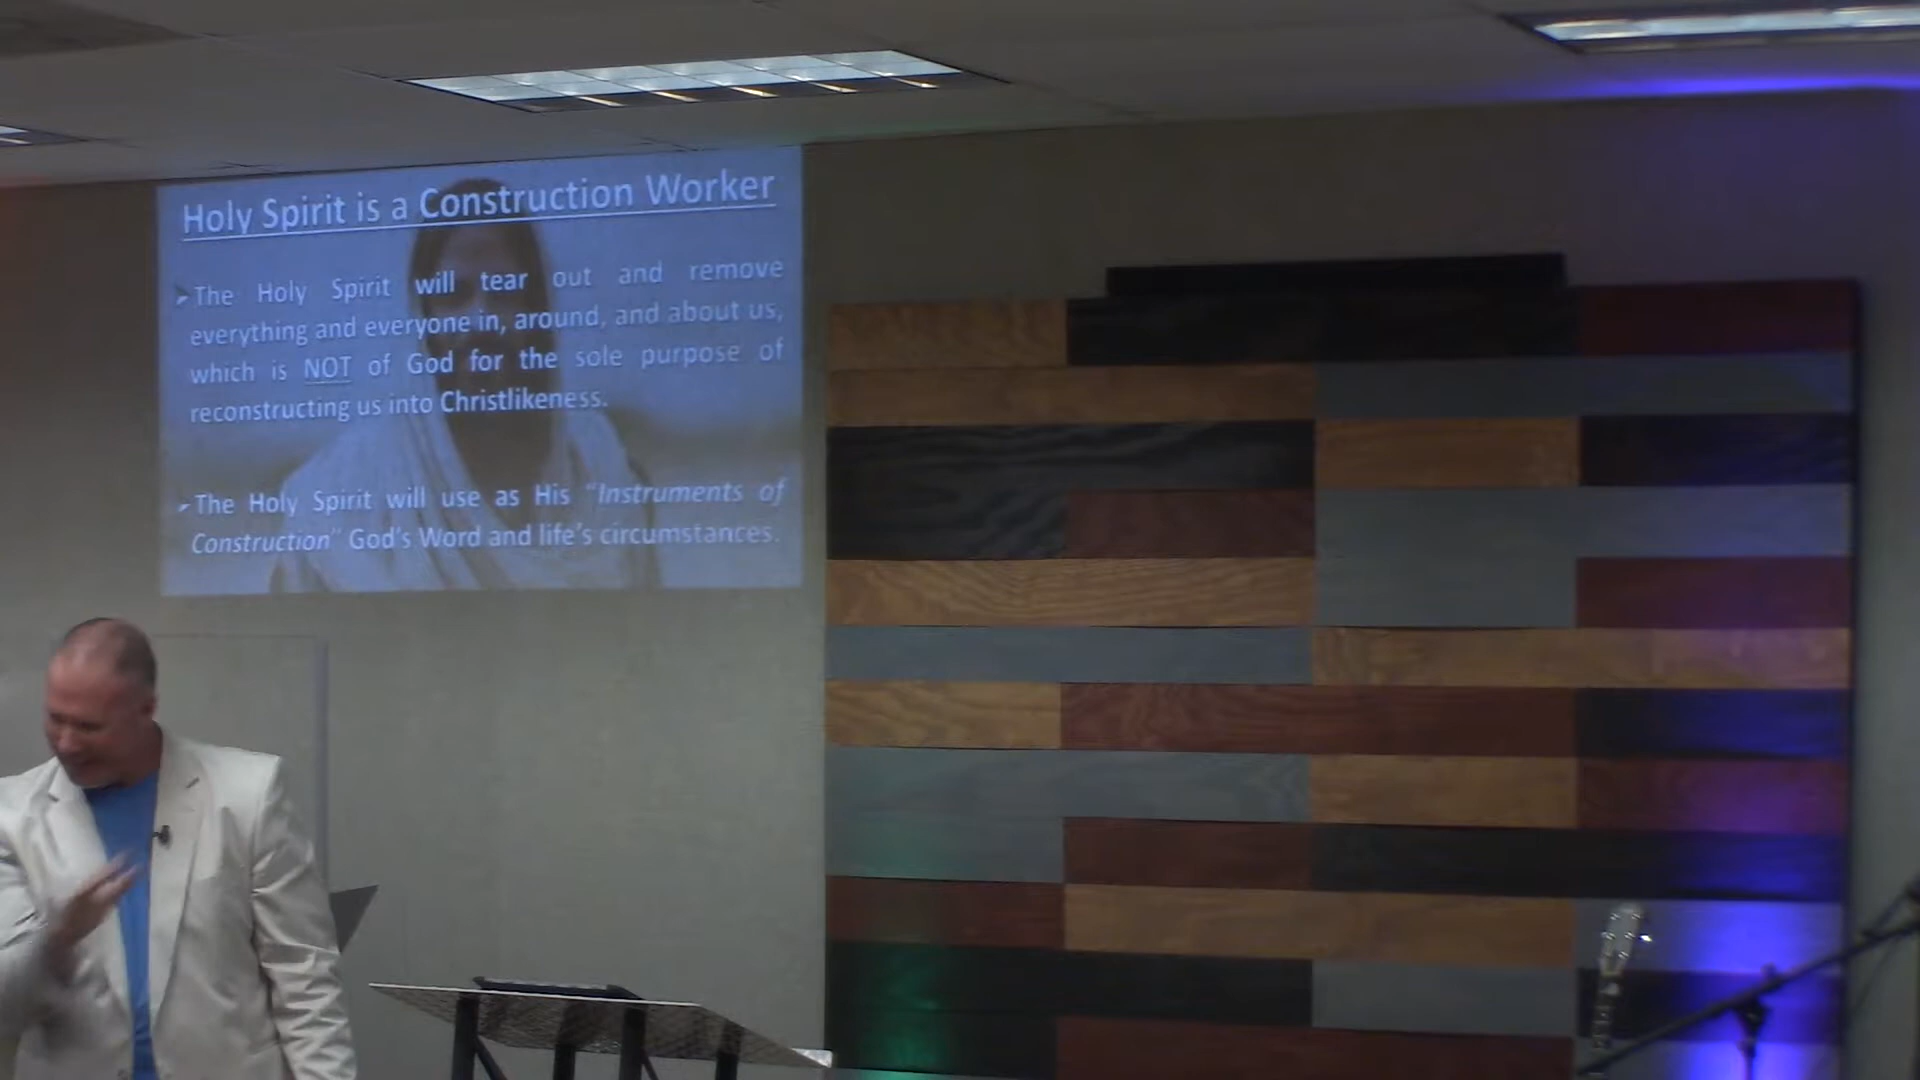 Holy Spirit is a Construction Worker
➢The Holy Spirit will tear out and remove
everything and everyone in, around, and about us,
which is NOT of God for the sole purpose of
reconstructing us into Christlikeness.
➢The Holy Spirit will use as His “Instruments of
Construction” God’s Word and life’s circumstances.